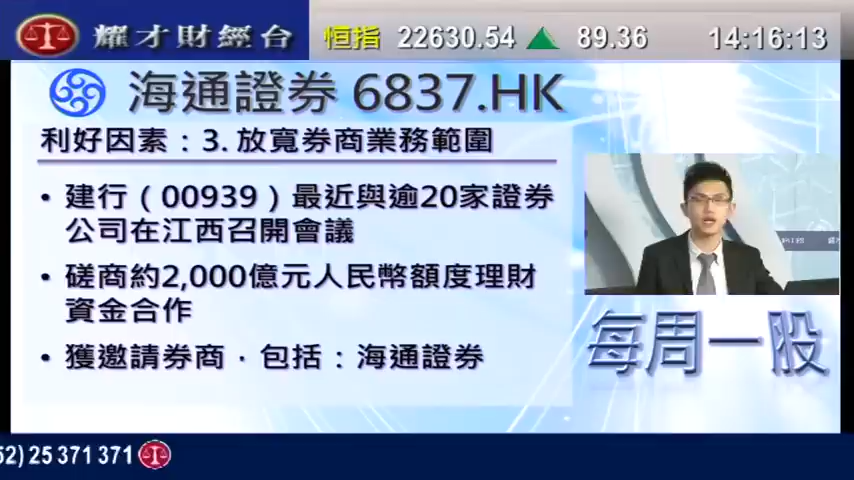 耀才財經台
恒指 22630.54 ▲ 89.36 14:16:13
海通證券 6837.HK
利好因素：3. 放寬券商業務範圍
• 建行（00939）最近與逾20家證券
公司在江西召開會議
• 磋商約2,000億元人民幣額度理財
資金合作
• 獲邀請券商，包括：海通證券
每周一股
52) 25 371 371